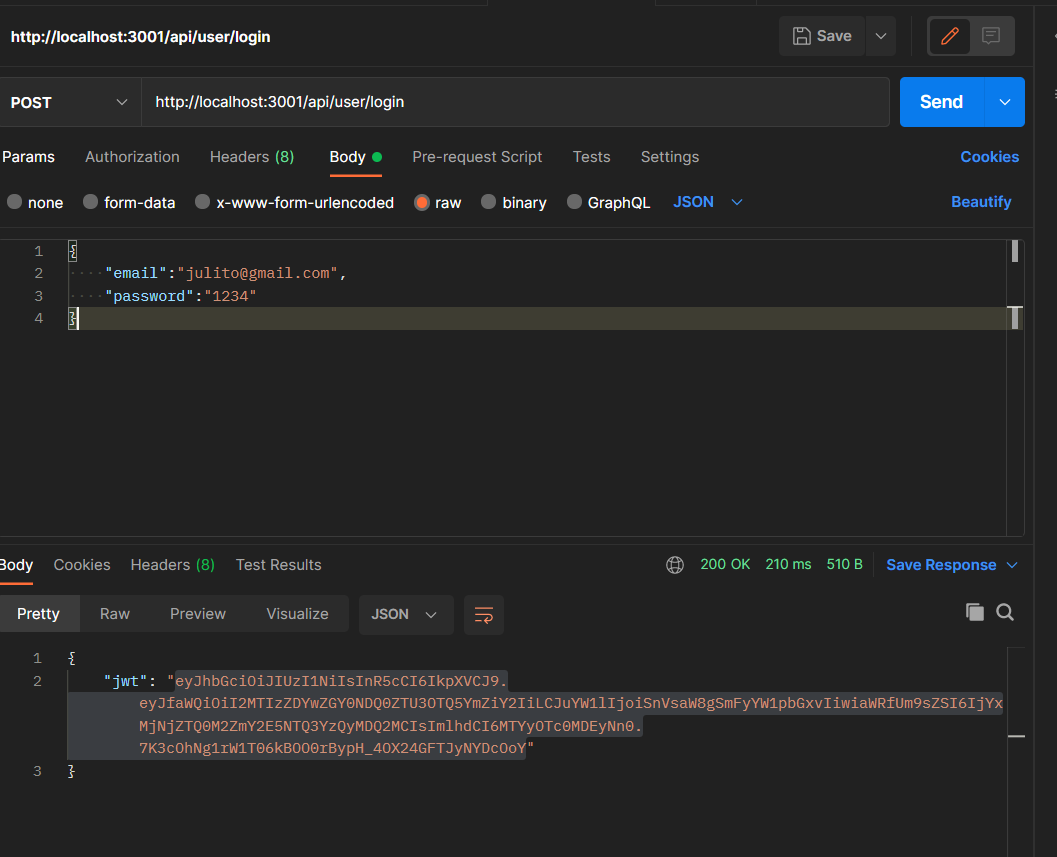 http://localhost:3001/api/user/login
Save
POST
http://localhost:3001/api/user/login
Send
Params Authorization Headers (8) Body Pre-request Script Tests Settings Cookies
none form-data x-www-form-urlencoded raw binary GraphQL JSON Beautify
1 {
2 ····"email":"julito@gmail.com",
3 ····"password":"1234"
4 }
Body Cookies Headers (8) Test Results 200 OK 210 ms 510 B Save Response
Pretty Raw Preview Visualize JSON
1 {
2 "jwt": "eyJhbGciOiJIUzI1NiIsInR5cCI6IkpXVCJ9.
eyJfaWQiOiI2MTIzZDYwZGY0NDQ0ZTU3OTQ5YmZiY2IiLCJuYW1lIjoiSnVsaW8gSmFyYW1pbGxvIiwiaWRfUm9sZSI6IjYx
MjNjZTQ0M2ZmY2E5NTQ3YzQyMDQ2MCIsImlhdCI6MTYyOTc0MDEyNn0.
7K3cOhNg1rW1T06kBOO0rBypH_4OX24GFTJyNYDcOoY"
3 }